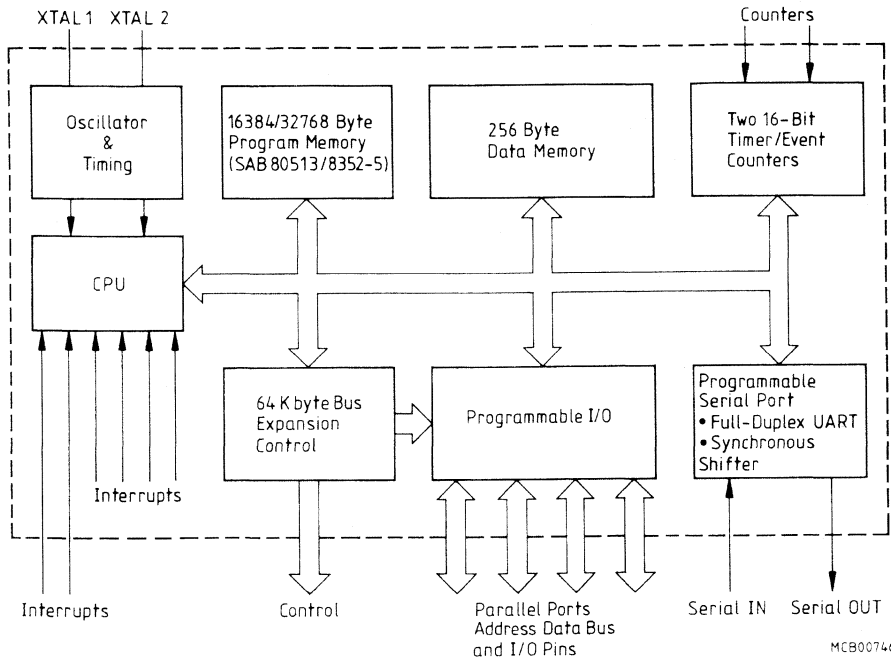 XTAL 1 XTAL 2
Counters
Oscillator
&
Timing
16384/32768 Byte
Program Memory
(SAB 80513/8352-5)
256 Byte
Data Memory
Two 16-Bit
Timer/Event
Counters
CPU
64 K byte Bus
Expansion
Control
Programmable I/O
Programmable
Serial Port
• Full-Duplex UART
• Synchronous
Shifter
Interrupts
Interrupts
Control
Parallel Ports
Address Data Bus
and I/O Pins
Serial IN
Serial OUT